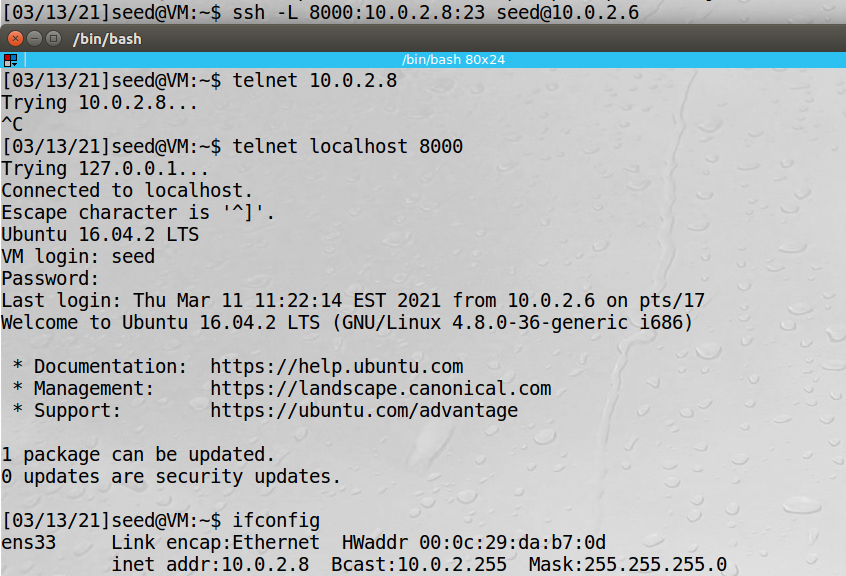 [03/13/21]seed@VM:~$ ssh -L 8000:10.0.2.8:23 seed@10.0.2.6
/bin/bash
/bin/bash 80x24
[03/13/21]seed@VM:~$ telnet 10.0.2.8
Trying 10.0.2.8...
^C
[03/13/21]seed@VM:~$ telnet localhost 8000
Trying 127.0.0.1...
Connected to localhost.
Escape character is '^]'.
Ubuntu 16.04.2 LTS
VM login: seed
Password:
Last login: Thu Mar 11 11:22:14 EST 2021 from 10.0.2.6 on pts/17
Welcome to Ubuntu 16.04.2 LTS (GNU/Linux 4.8.0-36-generic i686)
 * Documentation:  https://help.ubuntu.com
 * Management:     https://landscape.canonical.com
 * Support:        https://ubuntu.com/advantage
1 package can be updated.
0 updates are security updates.
[03/13/21]seed@VM:~$ ifconfig
ens33     Link encap:Ethernet  HWaddr 00:0c:29:da:b7:0d
          inet addr:10.0.2.8  Bcast:10.0.2.255  Mask:255.255.255.0